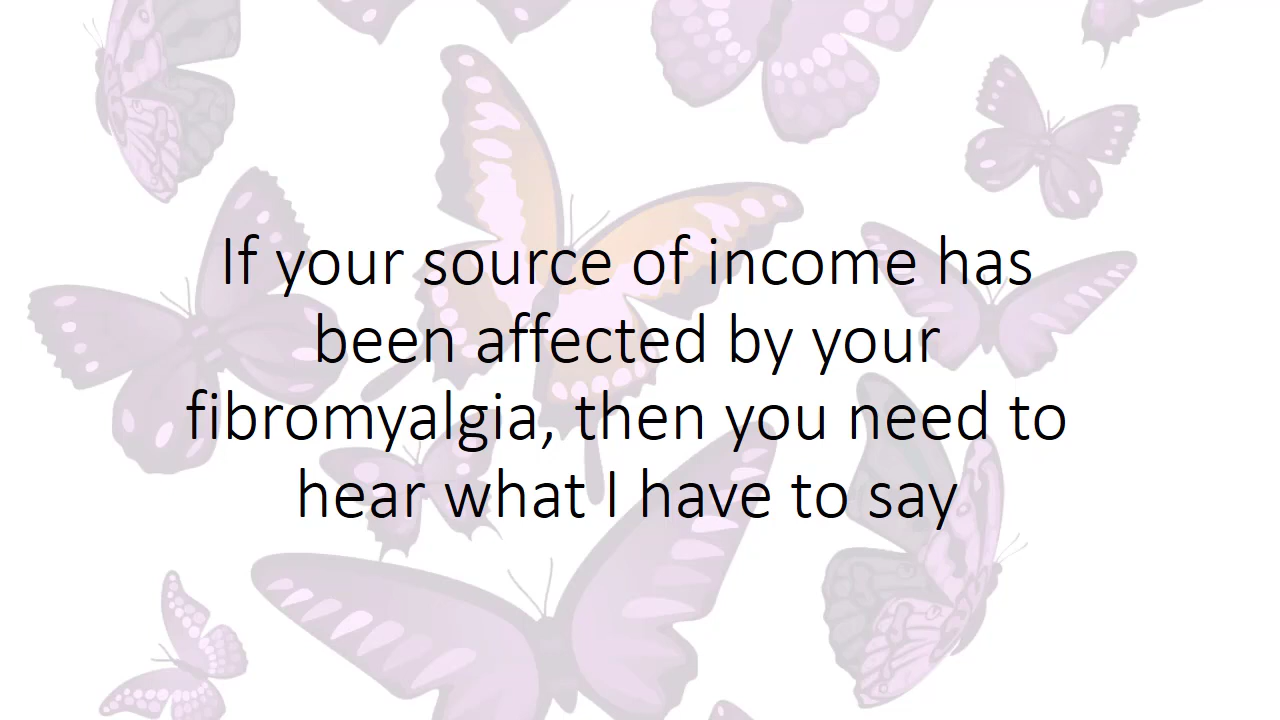 If your source of income has
been affected by your
fibromyalgia, then you need to
hear what I have to say